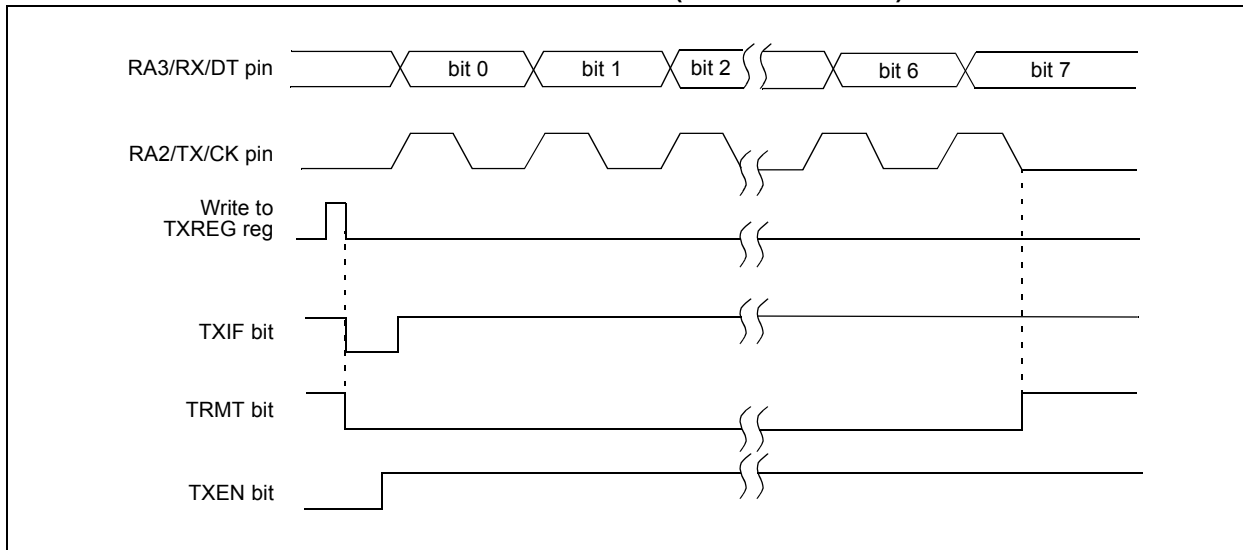 RA3/RX/DT pin
bit 0 bit 1 bit 2 bit 6 bit 7
RA2/TX/CK pin
Write to
TXREG reg
TXIF bit
TRMT bit
TXEN bit